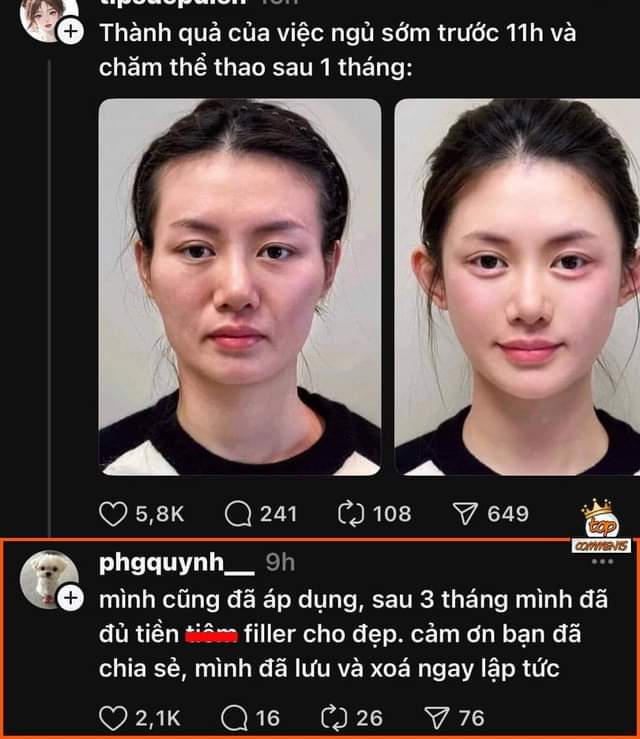 Thành quả của việc ngủ sớm trước 11h và
chăm thể thao sau 1 tháng:
5,8K 241 108 649
top
COMMENTS
phgquynh__ 9h
mình cũng đã áp dụng, sau 3 tháng mình đã
đủ tiền tiêm filler cho đẹp. cảm ơn bạn đã
chia sẻ, mình đã lưu và xoá ngay lập tức
2,1K 16 26 76